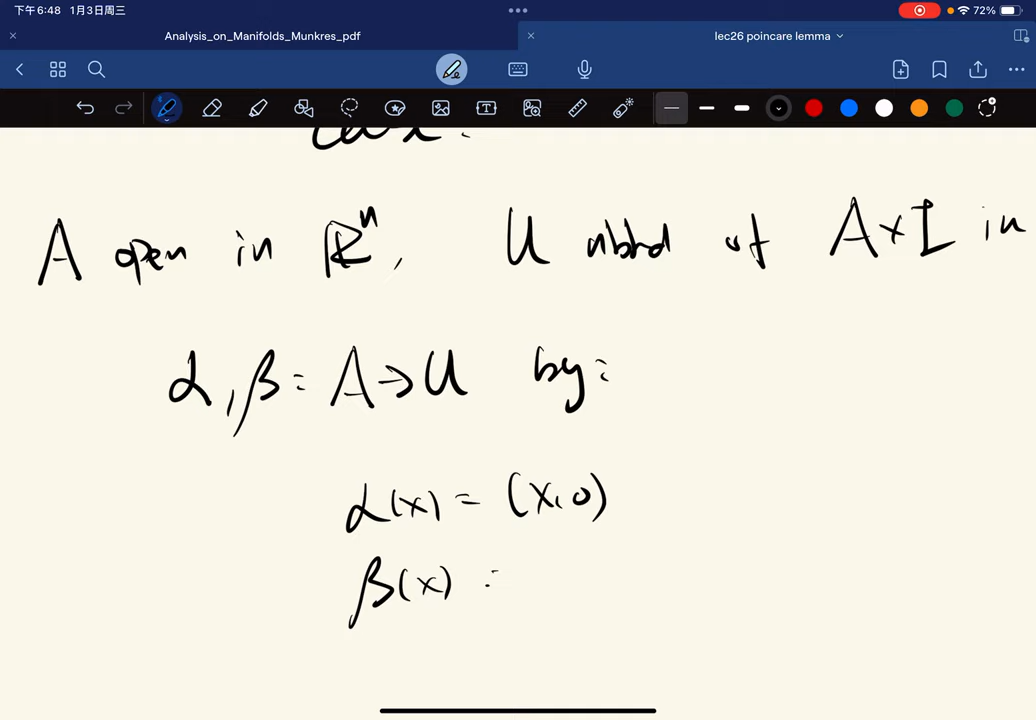 下午6:48 1月3日周三 72%
Analysis_on_Manifolds_Munkres_pdf lec26 poincare lemma
case.
A open in ℝⁿ, U nbhd of A×I in
α, β: A→U by:
α(x) = (x, 0)
β(x) =